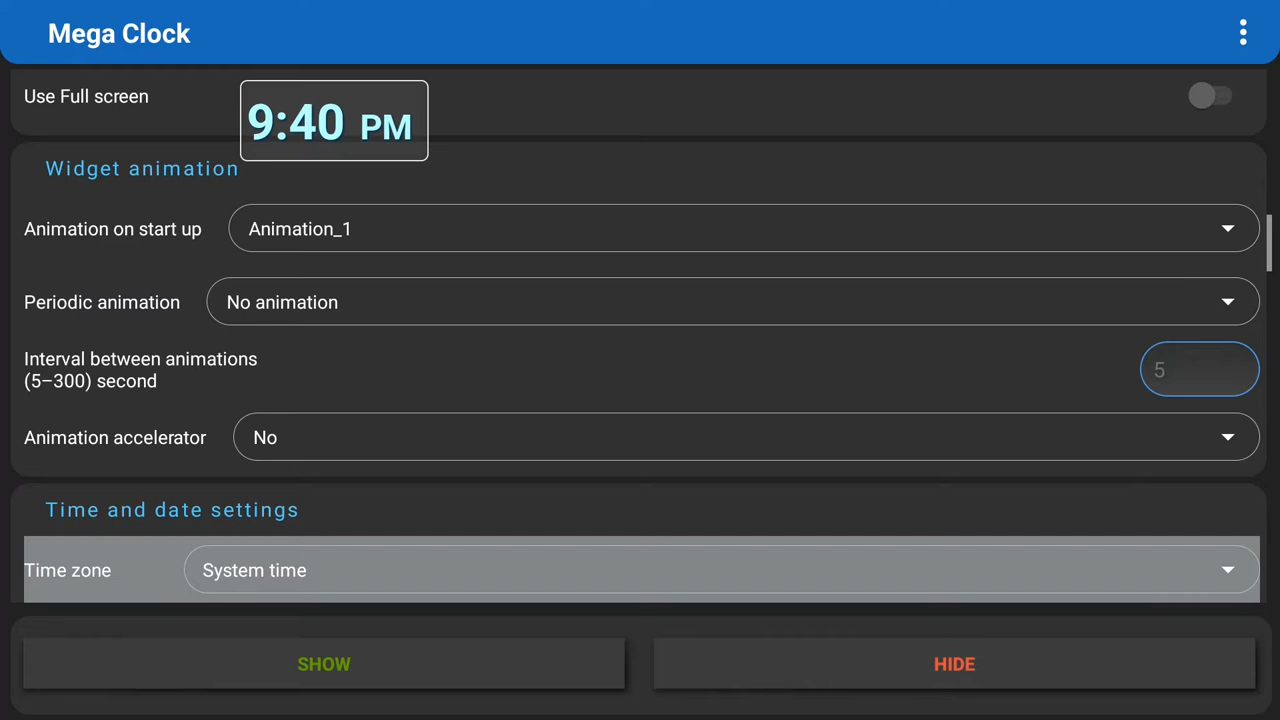 Mega Clock
Use Full screen
9:40 PM
Widget animation
Animation on start up
Animation_1
Periodic animation
No animation
Interval between animations
(5–300) second
5
Animation accelerator
No
Time and date settings
Time zone
System time
SHOW
HIDE